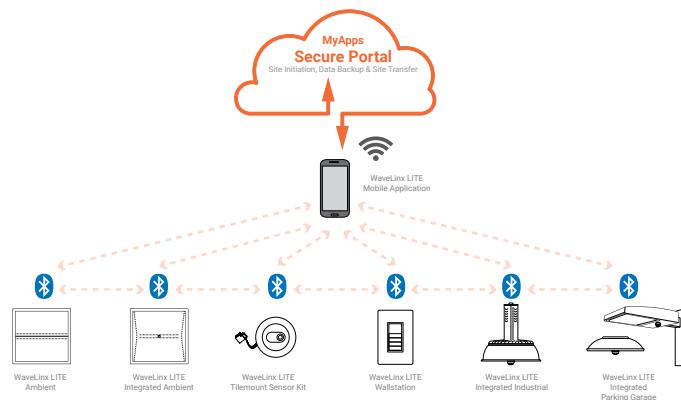 MyApps
Secure Portal
Site Initiation, Data Backup & Site Transfer
WaveLinx LITE
Mobile Application
WaveLinx LITE
Ambient
WaveLinx LITE
Integrated Ambient
WaveLinx LITE
Tilemount Sensor Kit
WaveLinx LITE
Wallstation
WaveLinx LITE
Integrated Industrial
WaveLinx LITE
Integrated
Parking Garage